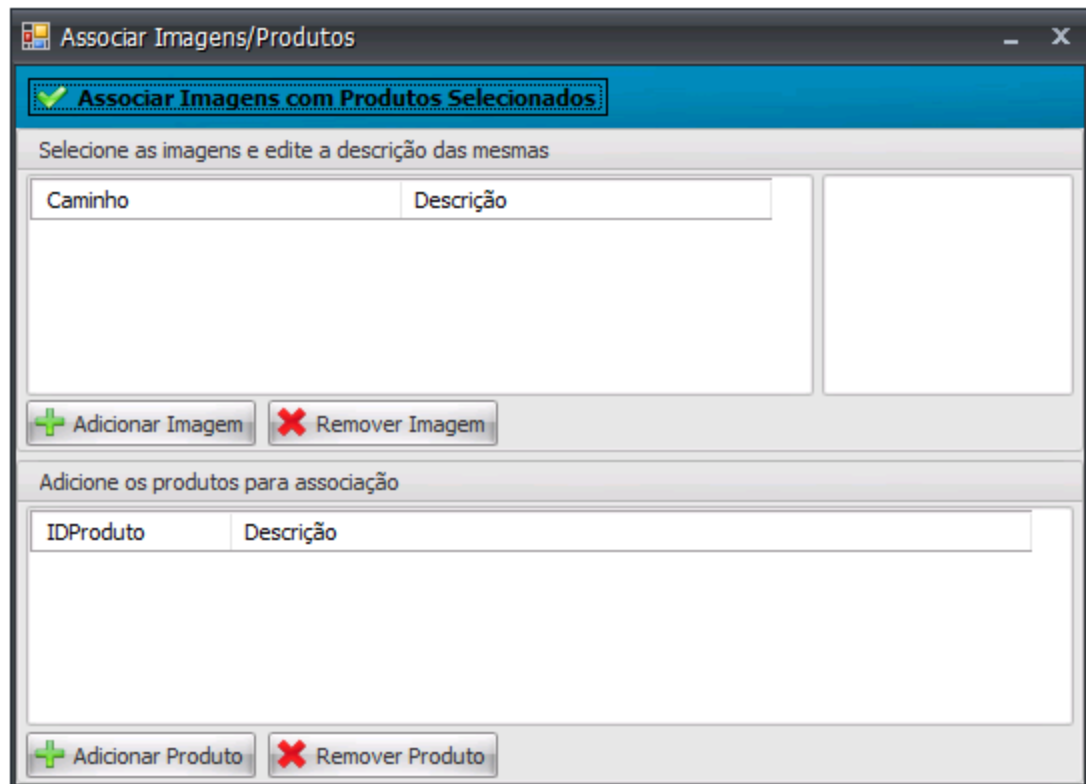 Associar Imagens/Produtos
Associar Imagens com Produtos Selecionados
Selecione as imagens e edite a descrição das mesmas
Caminho Descrição
Adicionar Imagem Remover Imagem
Adicione os produtos para associação
IDProduto Descrição
Adicionar Produto Remover Produto